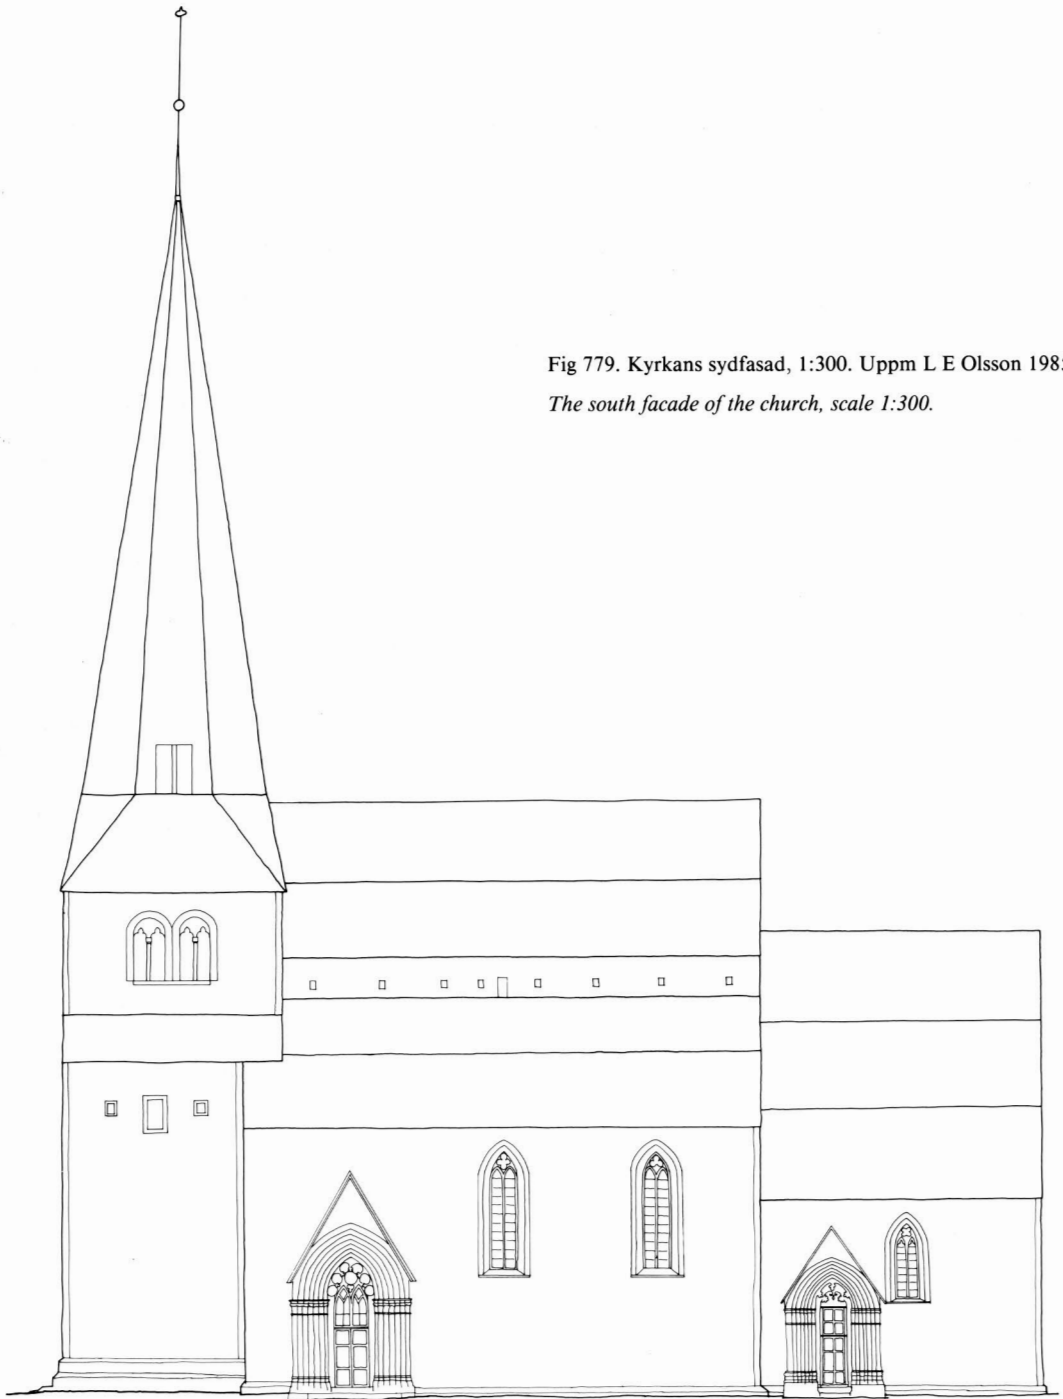 Fig 779. Kyrkans sydfasad, 1:300. Uppm L E Olsson
The south facade of the church, scale 1:300.